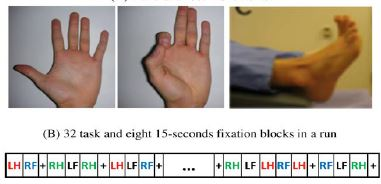 (B) 32 task and eight 15-seconds fixation blocks in a run
LH RF + RH LF RH + LH LF RF + ... + RH LF LH RF LH + RF LF RH +